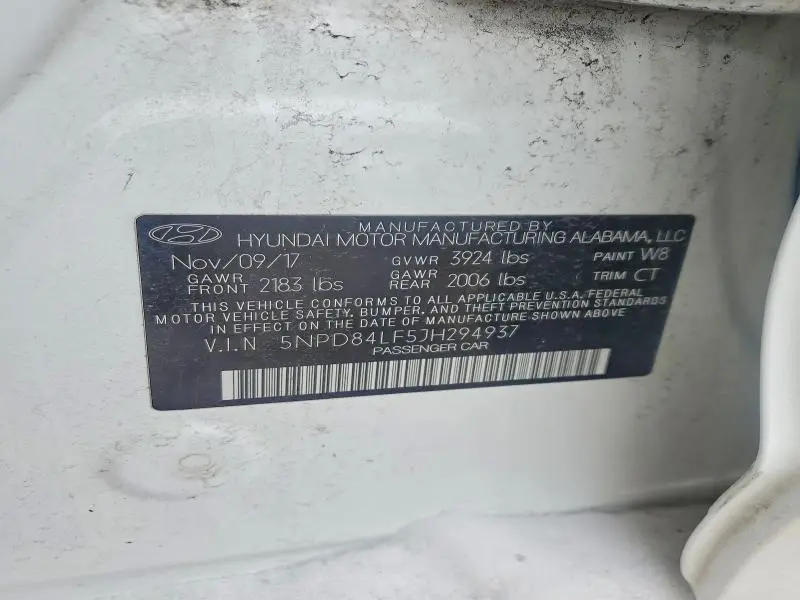 MANUFACTURED BY
HYUNDAI MOTOR MANUFACTURING ALABAMA, LLC
Nov/09/17 GVWR 3924 lbs PAINT W8
GAWR FRONT 2183 lbs GAWR REAR 2006 lbs TRIM CT
THIS VEHICLE CONFORMS TO ALL APPLICABLE U.S.A. FEDERAL
MOTOR VEHICLE SAFETY, BUMPER, AND THEFT PREVENTION STANDARDS
IN EFFECT ON THE DATE OF MANUFACTURE SHOWN ABOVE
V.I.N 5NPD84LF5JH294937
PASSENGER CAR